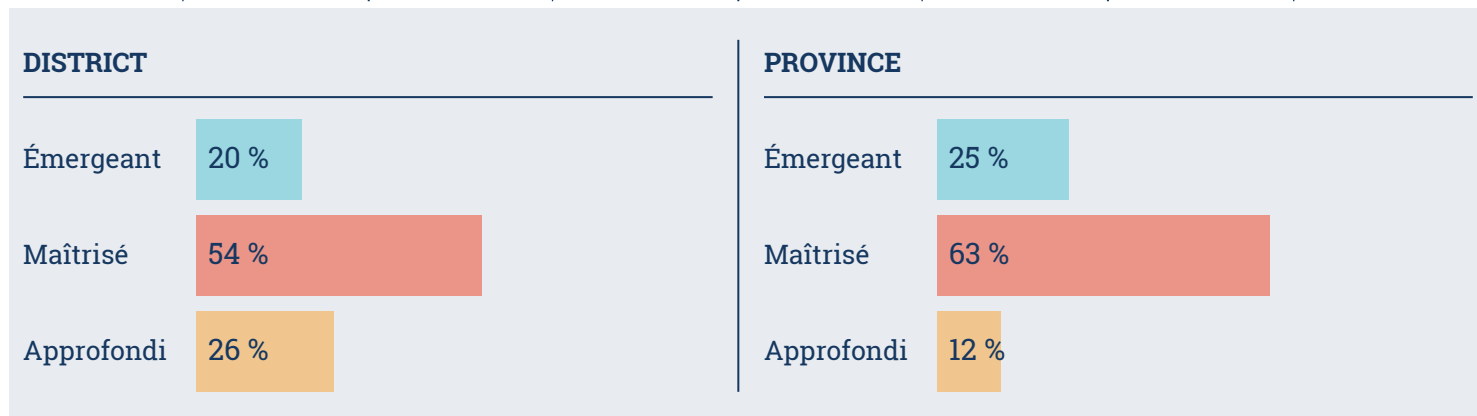 DISTRICT
Émergeant 20 %
Maîtrisé 54 %
Approfondi 26 %
PROVINCE
Émergeant 25 %
Maîtrisé 63 %
Approfondi 12 %